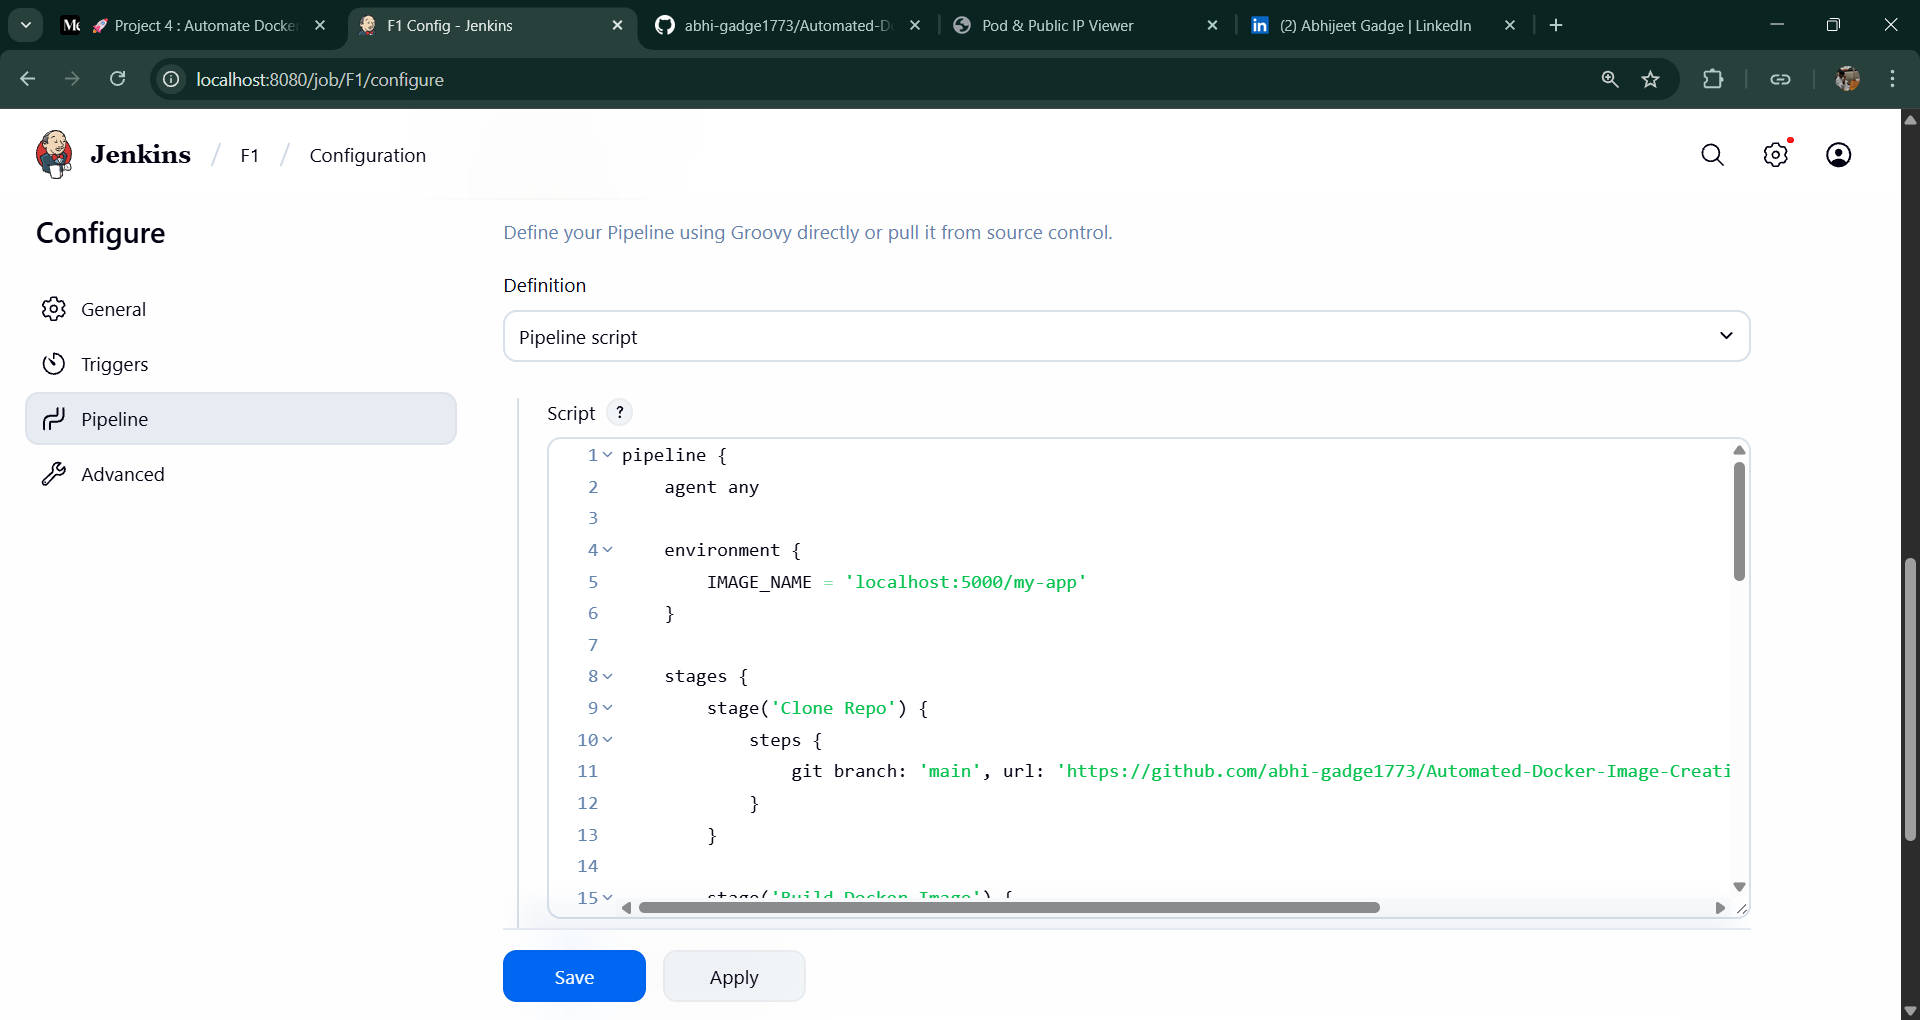 🚀 Project 4 : Automate Docke
F1 Config - Jenkins
abhi-gadge1773/Automated-D
Pod & Public IP Viewer
(2) Abhijeet Gadge | LinkedIn
localhost:8080/job/F1/configure
Jenkins / F1 / Configuration
Configure
General
Triggers
Pipeline
Advanced
Define your Pipeline using Groovy directly or pull it from source control.
Definition
Pipeline script
Script ?
1 pipeline {
2     agent any
3
4     environment {
5         IMAGE_NAME = 'localhost:5000/my-app'
6     }
7
8     stages {
9         stage('Clone Repo') {
10             steps {
11                 git branch: 'main', url: 'https://github.com/abhi-gadge1773/Automated-Docker-Image-Creati
12             }
13         }
14
15         stage('Build Docker Image') {
Save
Apply